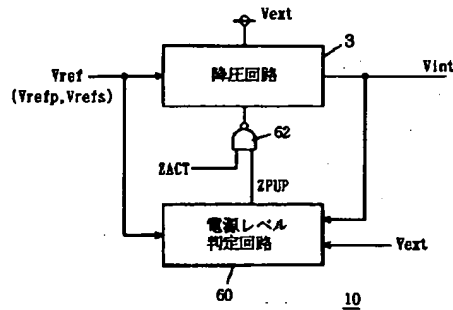 Vext
3
Vref
(Vrefp,Vrefs)
降圧回路
Vint
62
ZACT
ZPUP
電源レベル
判定回路
Vext
60
10